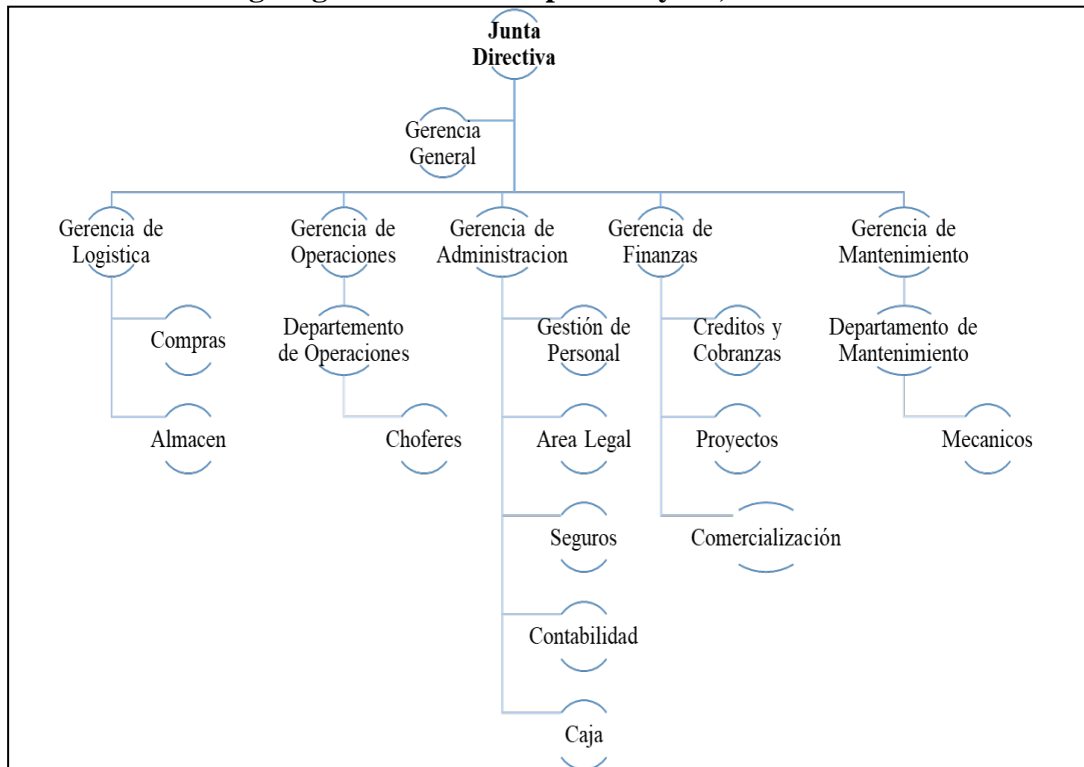 Junta
Directiva
Gerencia
General
Gerencia de
Logistica
Gerencia de
Operaciones
Gerencia de
Administracion
Gerencia de
Finanzas
Gerencia de
Mantenimiento
Compras
Departemento
de Operaciones
Gestión de
Personal
Creditos y
Cobranzas
Departamento de
Mantenimiento
Almacen
Choferes
Area Legal
Proyectos
Mecanicos
Seguros
Comercialización
Contabilidad
Caja